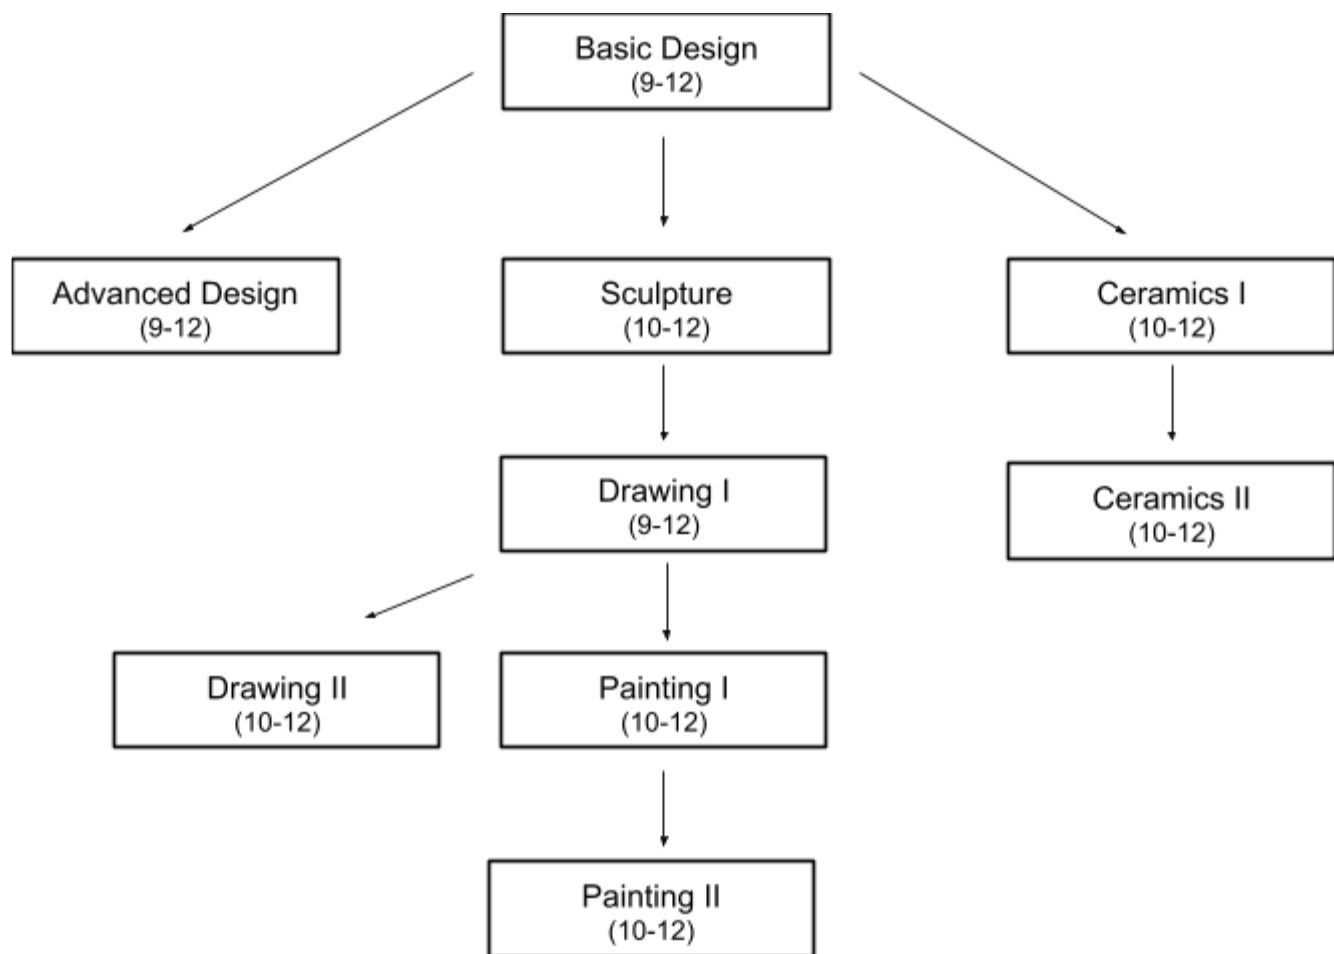 Basic Design
(9-12)
Advanced Design
(9-12)
Sculpture
(10-12)
Ceramics I
(10-12)
Drawing I
(9-12)
Ceramics II
(10-12)
Drawing II
(10-12)
Painting I
(10-12)
Painting II
(10-12)